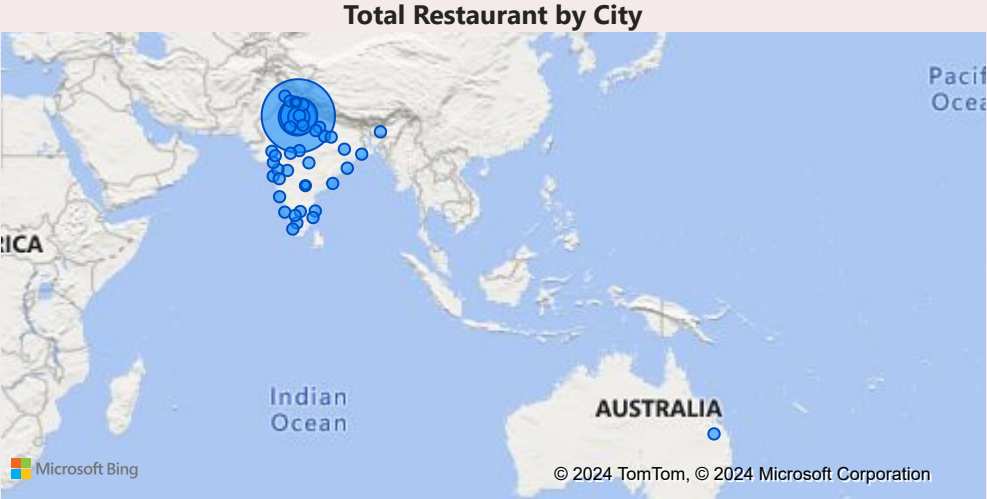 Total Restaurant by City
Pacif
Ocea
RICA
Indian
Ocean
AUSTRALIA
Microsoft Bing
© 2024 TomTom, © 2024 Microsoft Corporation